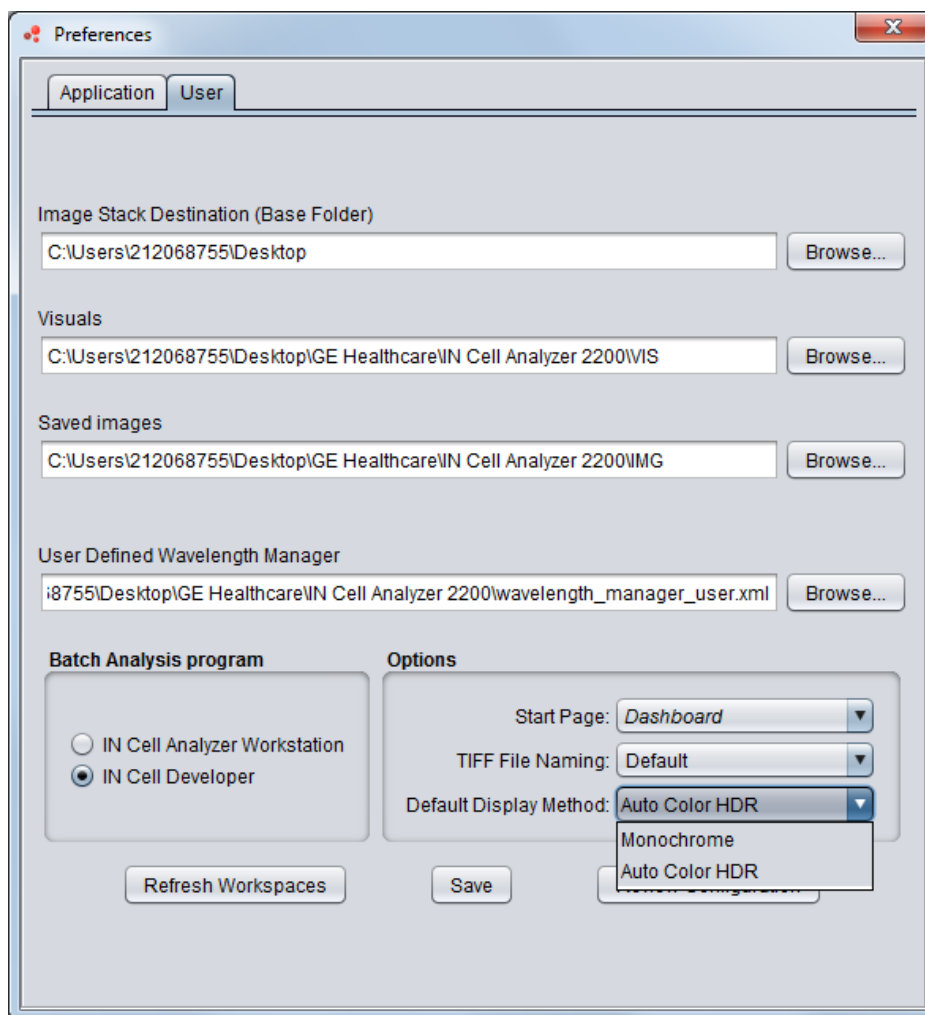 Preferences
Application
User
Image Stack Destination (Base Folder)
C:\Users\212068755\Desktop
Browse...
Visuals
C:\Users\212068755\Desktop\GE Healthcare\IN Cell Analyzer 2200\VIS
Browse...
Saved images
C:\Users\212068755\Desktop\GE Healthcare\IN Cell Analyzer 2200\IMG
Browse...
User Defined Wavelength Manager
68755\Desktop\GE Healthcare\IN Cell Analyzer 2200\wavelength_manager_user.xml
Browse...
Batch Analysis program
IN Cell Analyzer Workstation
IN Cell Developer
Options
Start Page: Dashboard
TIFF File Naming: Default
Default Display Method: Auto Color HDR
Monochrome
Auto Color HDR
Refresh Workspaces
Save